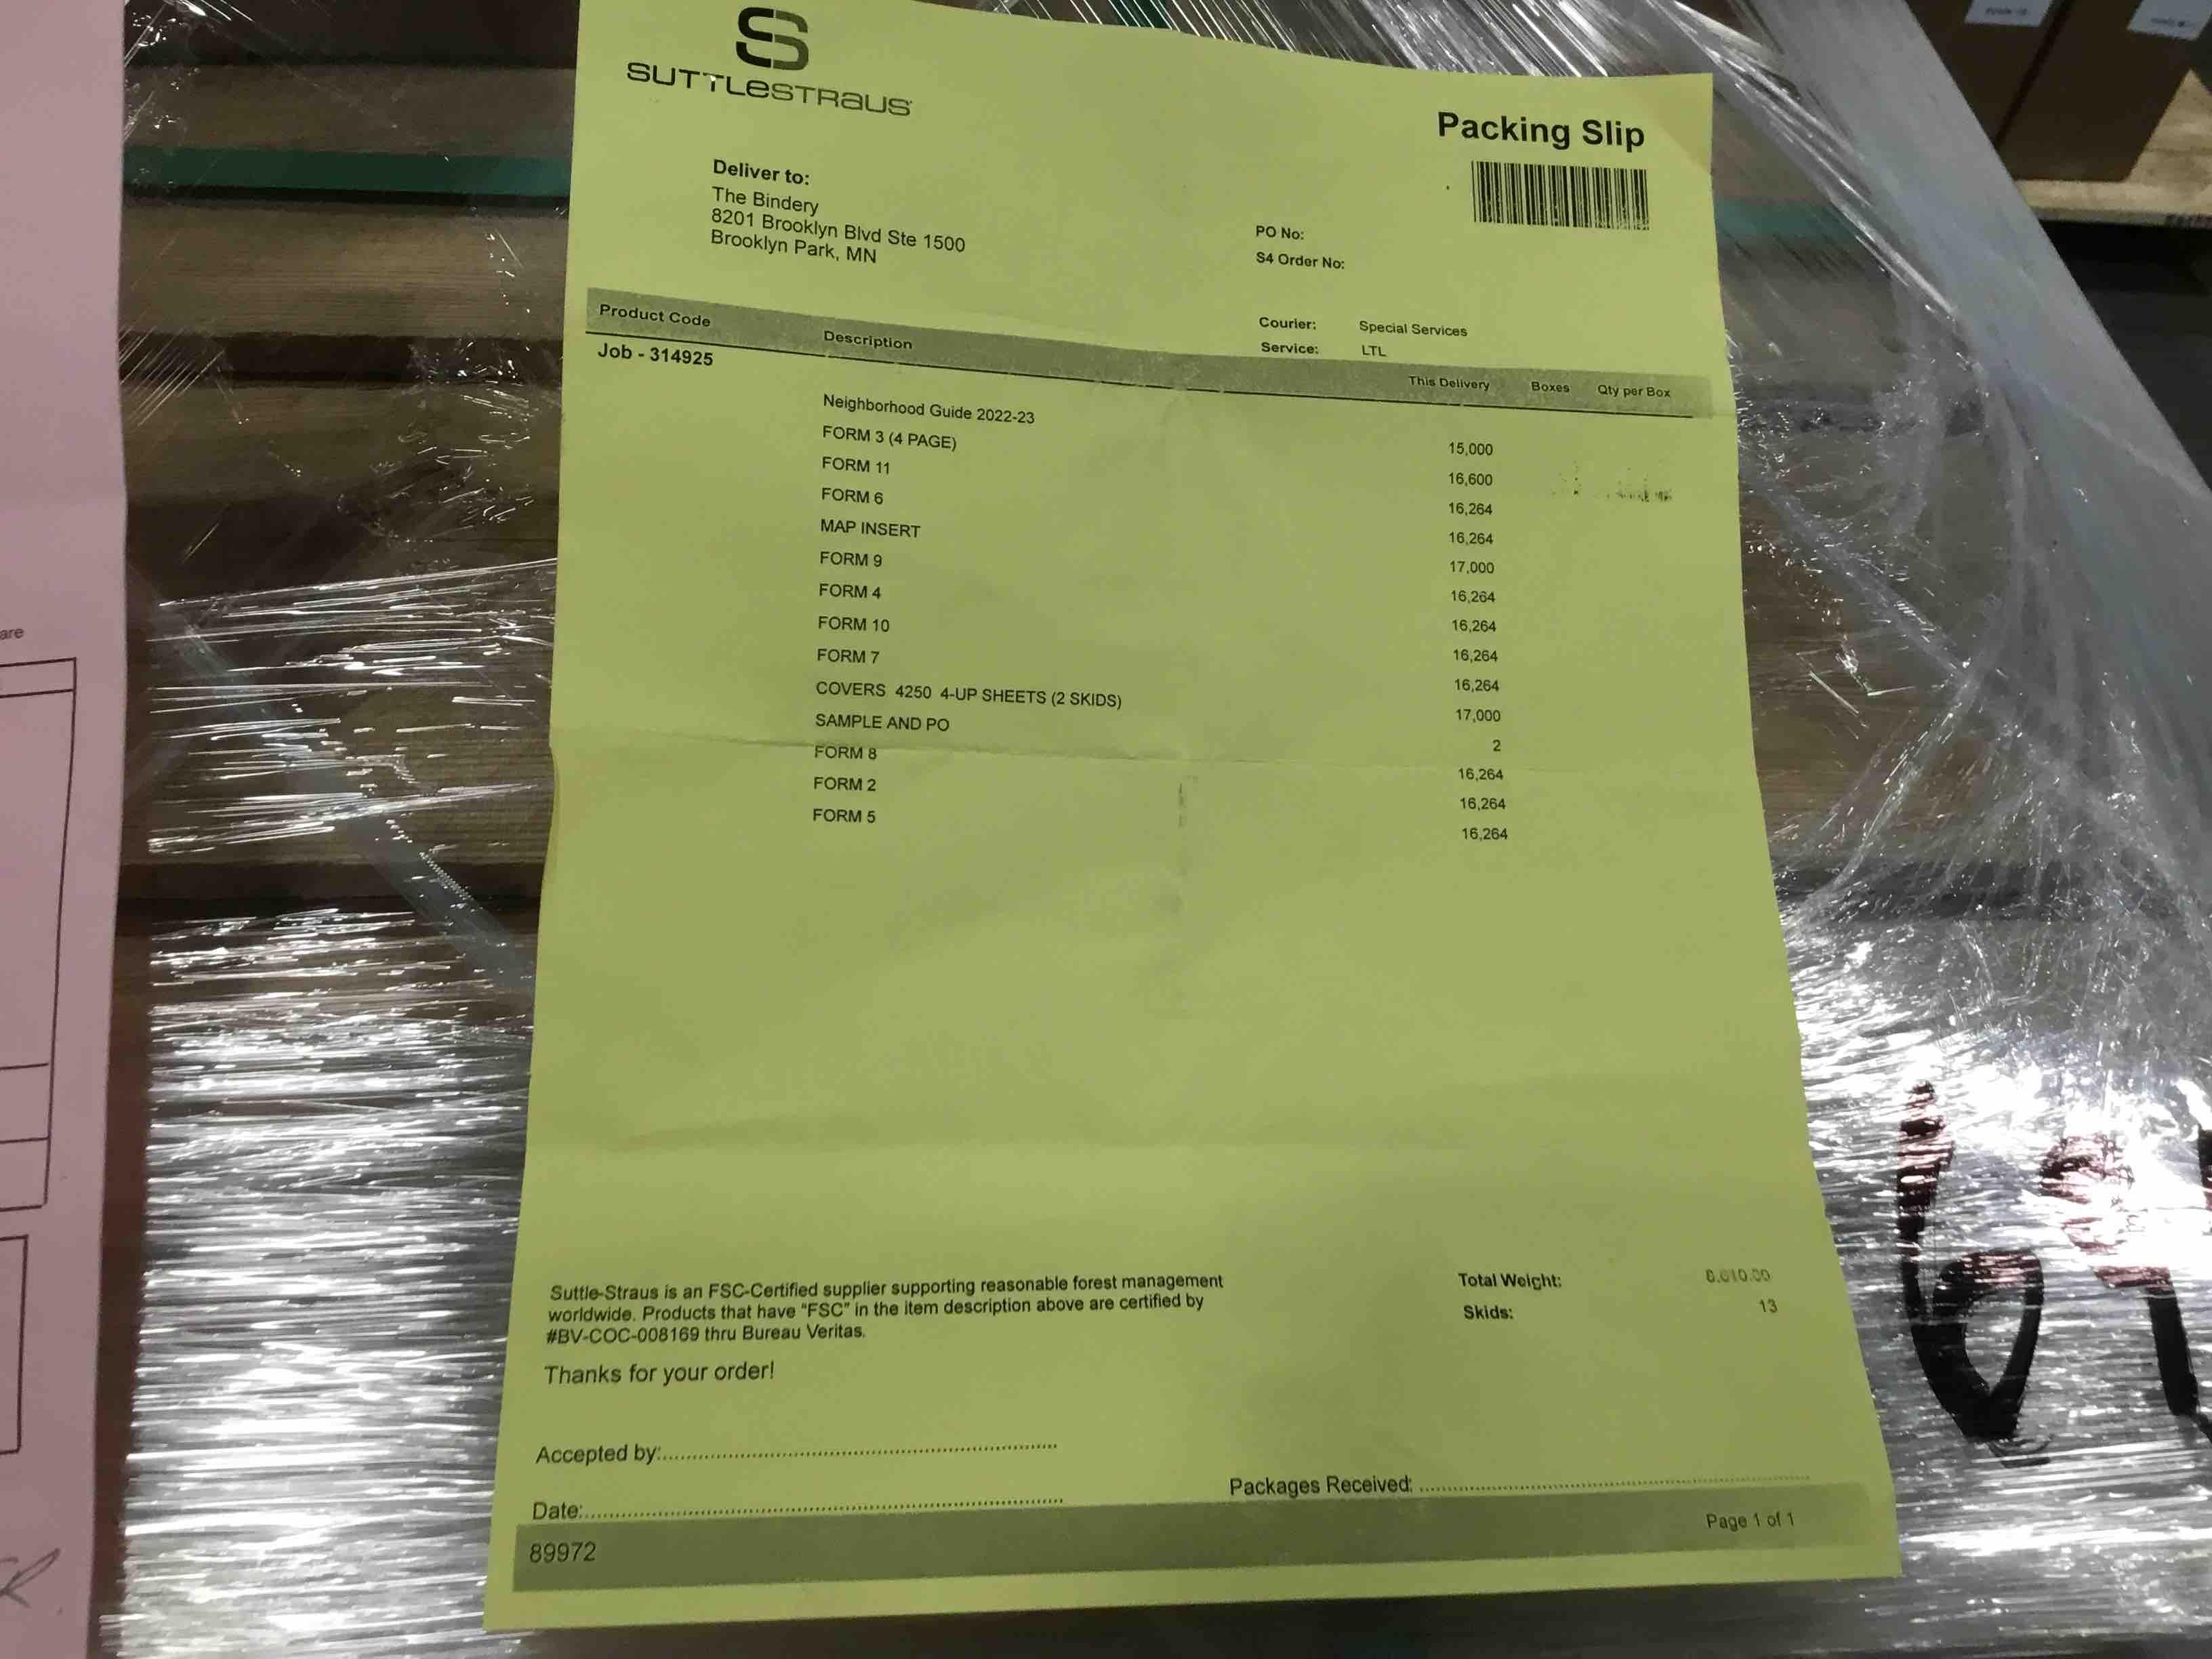 SUTTLESTRAUS
Packing Slip
Deliver to:
The Bindery
8201 Brooklyn Blvd Ste 1500
Brooklyn Park, MN
PO No:
S4 Order No:
Courier: Special Services
Service: LTL
Product Code Description This Delivery Boxes Qty per Box
Job - 314925
Neighborhood Guide 2022-23 15,000
FORM 3 (4 PAGE) 16,600
FORM 11 16,264
FORM 6 16,264
MAP INSERT 17,000
FORM 9 16,264
FORM 4 16,264
FORM 10 16,264
FORM 7 16,264
COVERS 4250 4-UP SHEETS (2 SKIDS) 17,000
SAMPLE AND PO 2
FORM 8 16,264
FORM 2 16,264
FORM 5 16,264
Suttle-Straus is an FSC-Certified supplier supporting reasonable forest management
worldwide. Products that have "FSC" in the item description above are certified by
#BV-COC-008169 thru Bureau Veritas.
Thanks for your order!
Total Weight:
Skids: 13
Accepted by:
Date:
Packages Received:
89972
Page 1 of 1
are